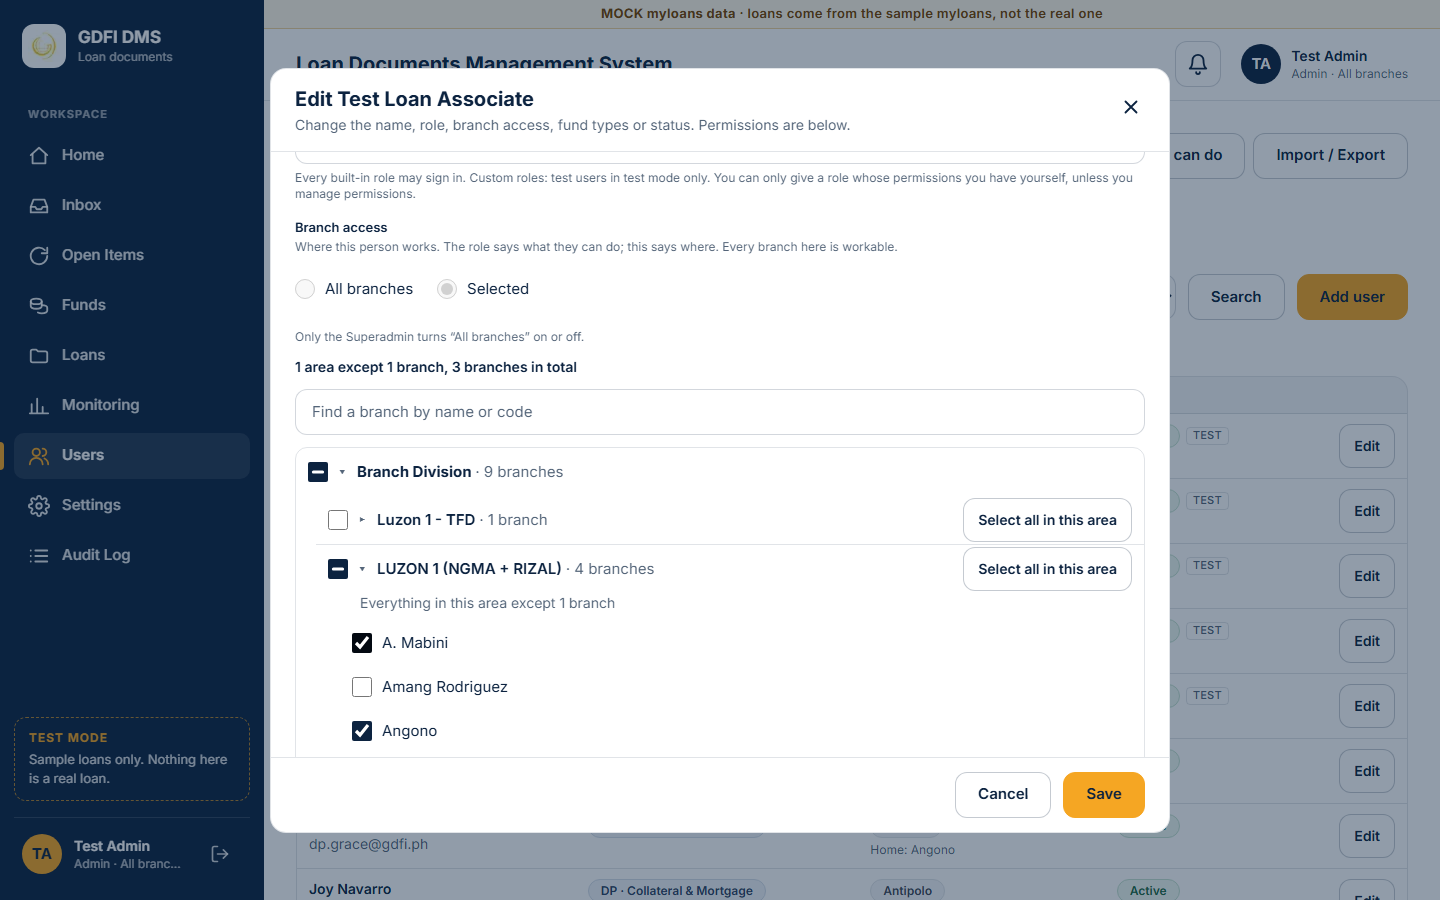 MOCK myloans data · loans come from the sample myloans, not the real one
GDFI DMS
Loan documents
WORKSPACE
Home
Inbox
Open Items
Funds
Loans
Monitoring
Users
Settings
Audit Log
TEST MODE
Sample loans only. Nothing here
is a real loan.
TA
Test Admin
Admin · All branc...
Loan Documents Management System
TA
Test Admin
Admin · All branches
can do
Import / Export
Search
Add user
Edit Test Loan Associate
Change the name, role, branch access, fund types or status. Permissions are below.
Every built-in role may sign in. Custom roles: test users in test mode only. You can only give a role whose permissions you have yourself, unless you
manage permissions.
Branch access
Where this person works. The role says what they can do; this says where. Every branch here is workable.
All branches
Selected
Only the Superadmin turns “All branches” on or off.
1 area except 1 branch, 3 branches in total
Find a branch by name or code
Branch Division · 9 branches
Luzon 1 - TFD · 1 branch
Select all in this area
LUZON 1 (NGMA + RIZAL) · 4 branches
Select all in this area
Everything in this area except 1 branch
A. Mabini
Amang Rodriguez
Angono
Cancel
Save
TEST
Edit
TEST
Edit
TEST
Edit
TEST
Edit
TEST
Edit
Edit
dp.grace@gdfi.ph
Home: Angono
Edit
Joy Navarro
DP · Collateral & Mortgage
Antipolo
Active
Edit